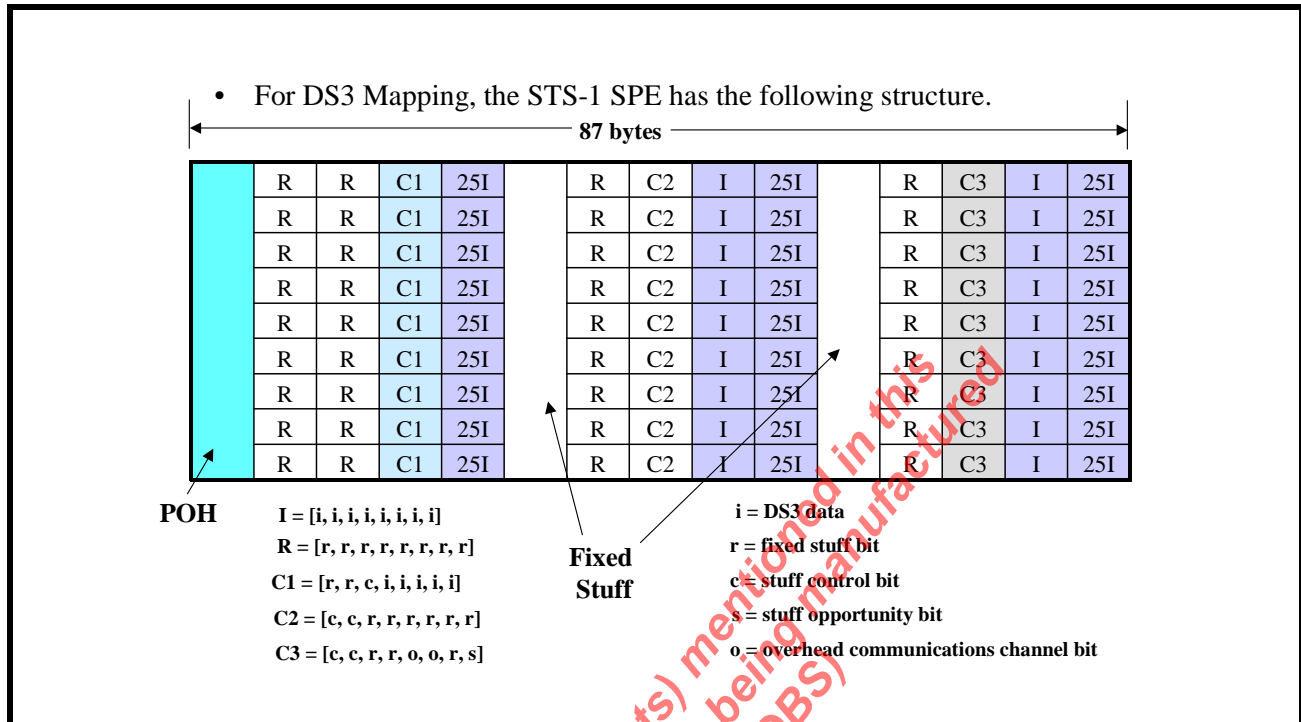 • For DS3 Mapping, the STS-1 SPE has the following structure.
87 bytes
R R C1 25I R C2 I 25I R C3 I 25I
R R C1 25I R C2 I 25I R C3 I 25I
R R C1 25I R C2 I 25I R C3 I 25I
R R C1 25I R C2 I 25I R C3 I 25I
R R C1 25I R C2 I 25I R C3 I 25I
R R C1 25I R C2 I 25I R C3 I 25I
R R C1 25I R C2 I 25I R C3 I 25I
R R C1 25I R C2 I 25I R C3 I 25I
R R C1 25I R C2 I 25I R C3 I 25I
POH
I = [i, i, i, i, i, i, i, i]
R = [r, r, r, r, r, r, r, r]
C1 = [r, r, c, i, i, i, i, i]
C2 = [c, c, r, r, r, r, r, r]
C3 = [c, c, r, r, o, o, r, s]
Fixed
Stuff
i = DS3 data
r = fixed stuff bit
c = stuff control bit
s = stuff opportunity bit
o = overhead communications channel bit
ts) mentioned in this
being manufactured
OBS)